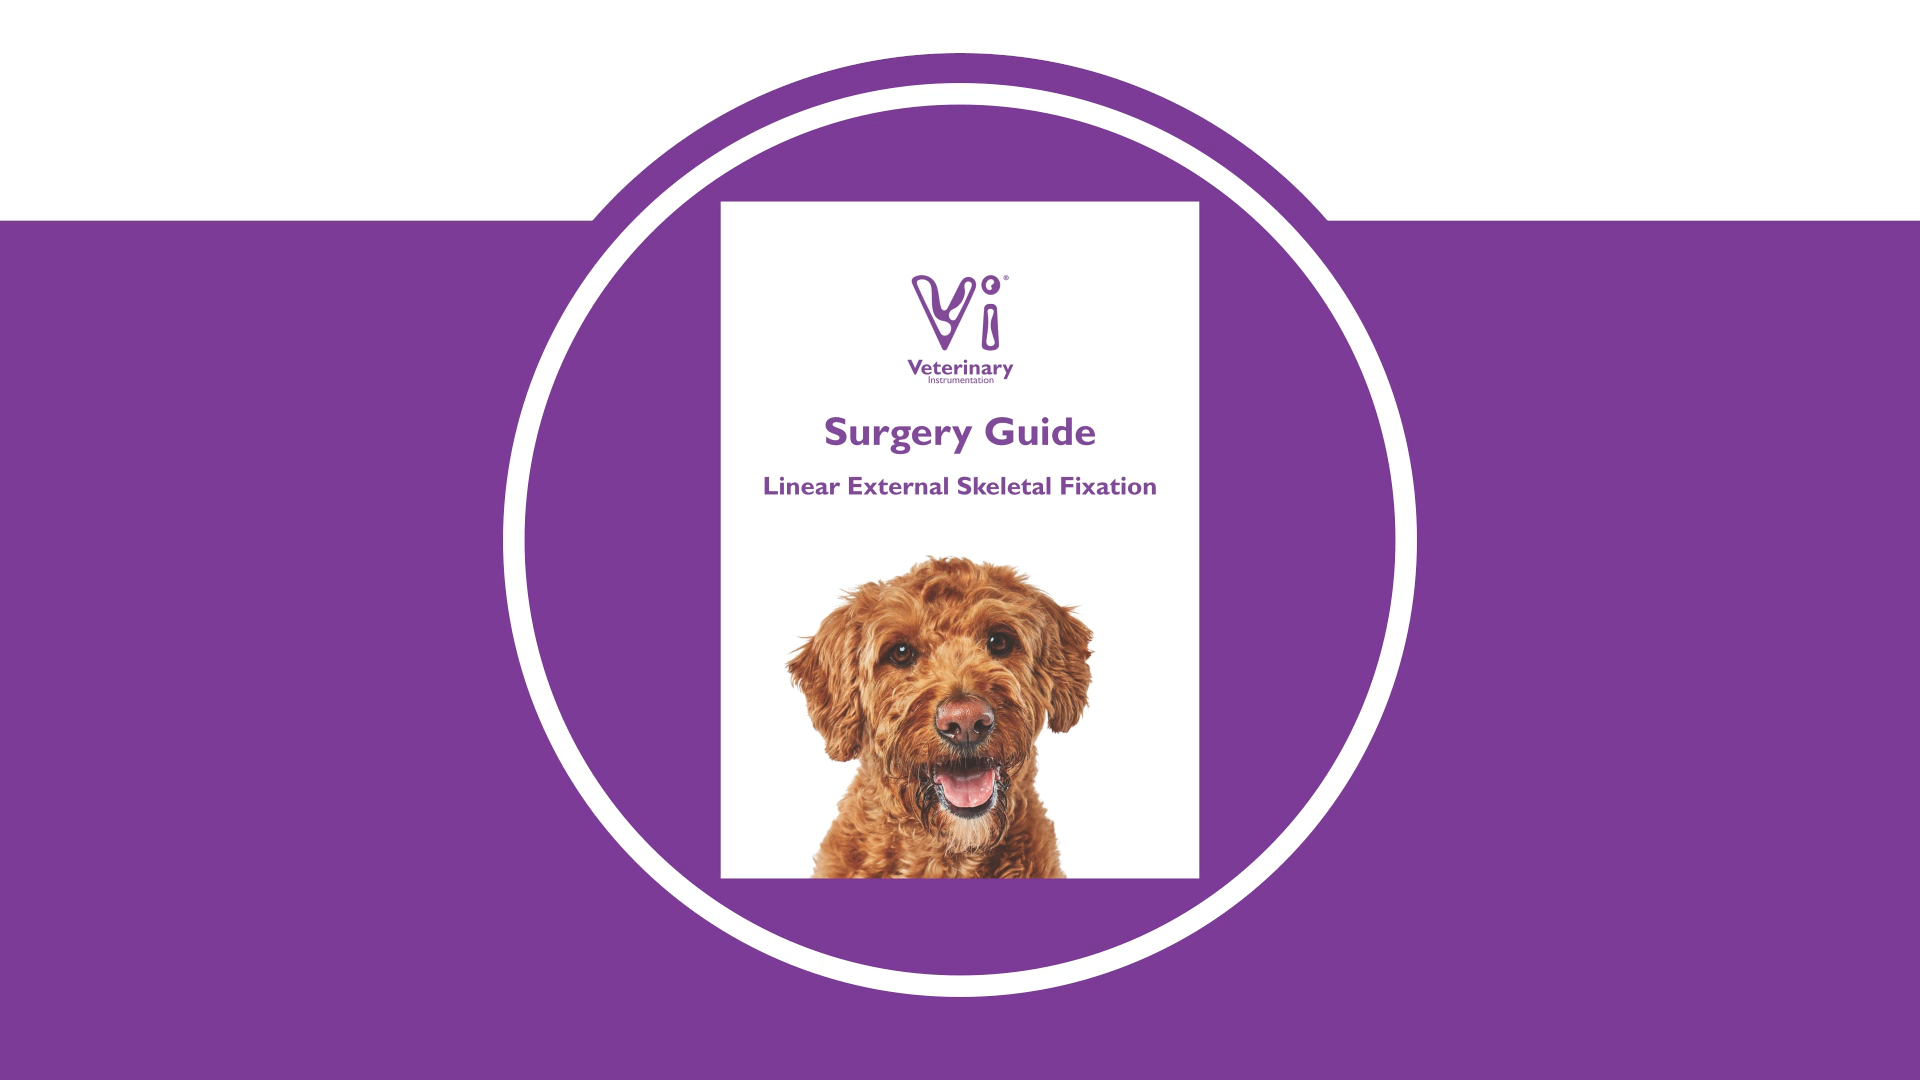 Vi®
Veterinary
Instrumentation
Surgery Guide
Linear External Skeletal Fixation